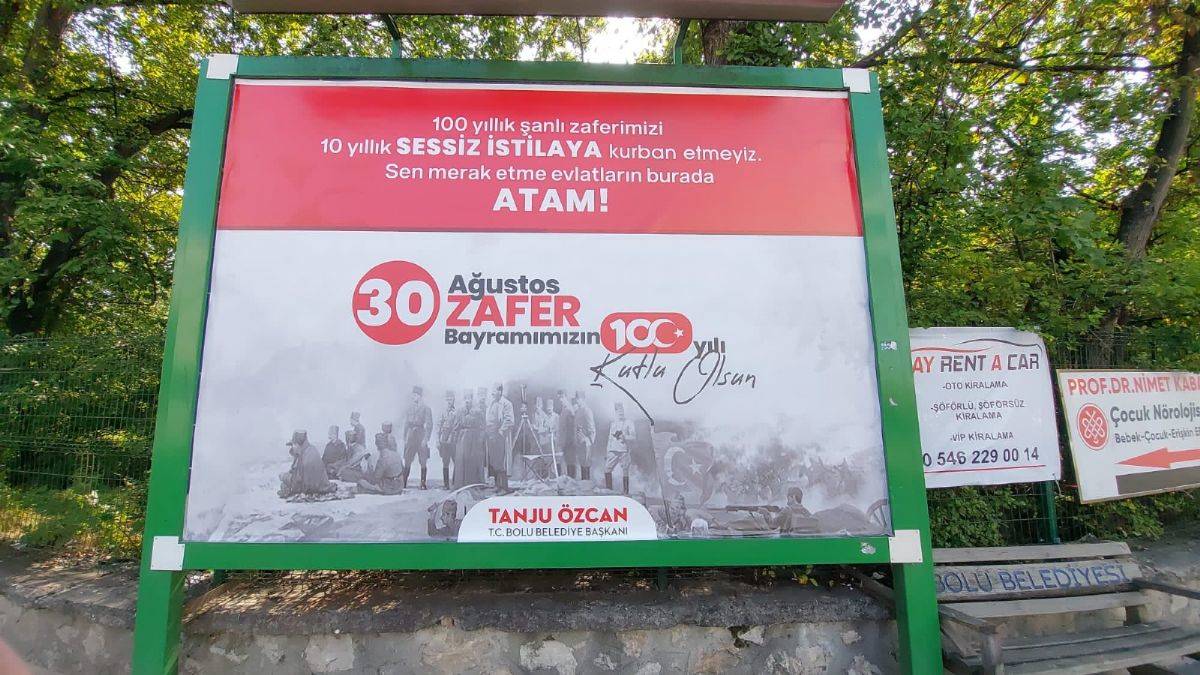 100 yıllık şanlı zaferimizi
10 yıllık SESSİZ İSTİLAYA kurban etmeyiz.
Sen merak etme evlatların burada
ATAM!
30 Ağustos
ZAFER
Bayramımızın 100 yılı
Kutlu Olsun
TANJU ÖZCAN
T.C. BOLU BELEDİYE BAŞKANI
AY RENT A CAR
-OTO KİRALAMA
-ŞÖFÖRLÜ, ŞÖFÖRSÜZ
KİRALAMA
-VIP KİRALAMA
0 546 229 00 14
PROF.DR.NİMET
Çocuk Nörolojis
Bebek-Çocuk-Erişkin
BOLU BELEDİYESİ